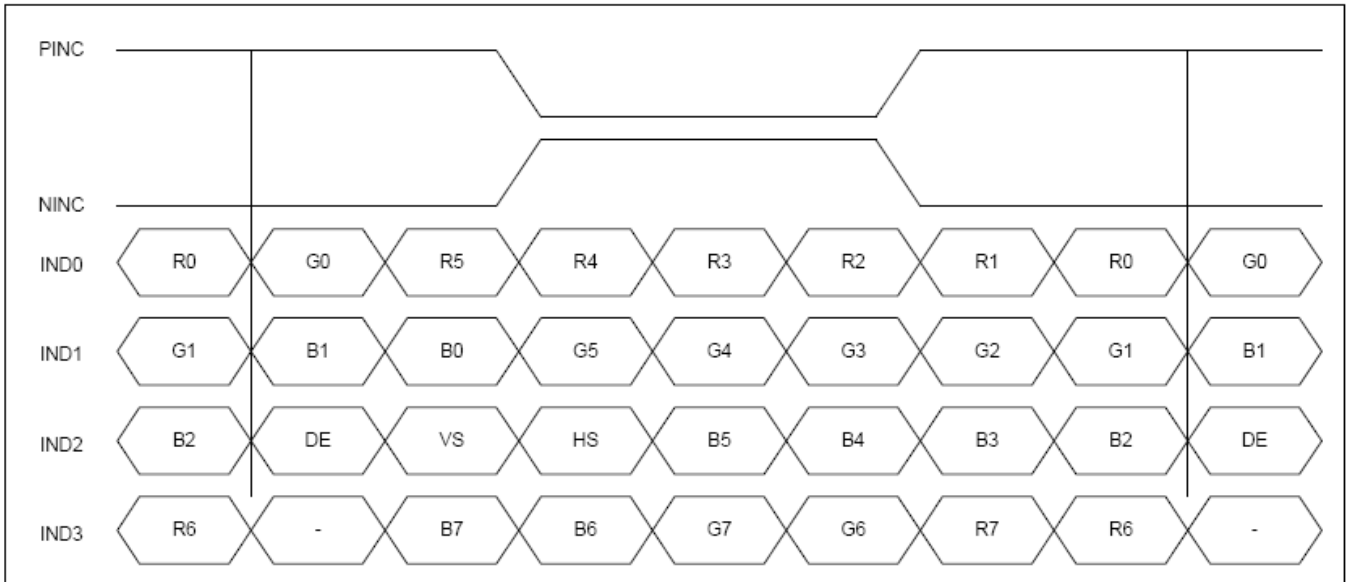 PINC
NINC
IND0 R0 G0 R5 R4 R3 R2 R1 R0 G0
IND1 G1 B1 B0 G5 G4 G3 G2 G1 B1
IND2 B2 DE VS HS B5 B4 B3 B2 DE
IND3 R6 - B7 B6 G7 G6 R7 R6 -